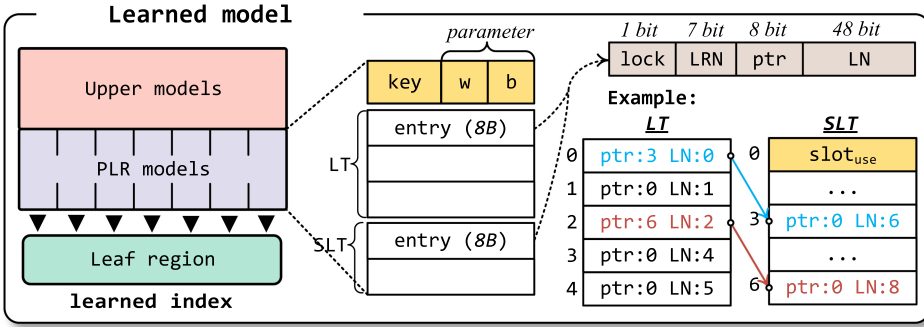 Learned model
Upper models
PLR models
Leaf region
learned index
parameter
key w b
LT
entry (8B)
SLT
entry (8B)
1 bit 7 bit 8 bit 48 bit
lock LRN ptr LN
Example:
LT
0 ptr:3 LN:0
1 ptr:0 LN:1
2 ptr:6 LN:2
3 ptr:0 LN:4
4 ptr:0 LN:5
SLT
0 slotuse
...
3 ptr:0 LN:6
...
6 ptr:0 LN:8